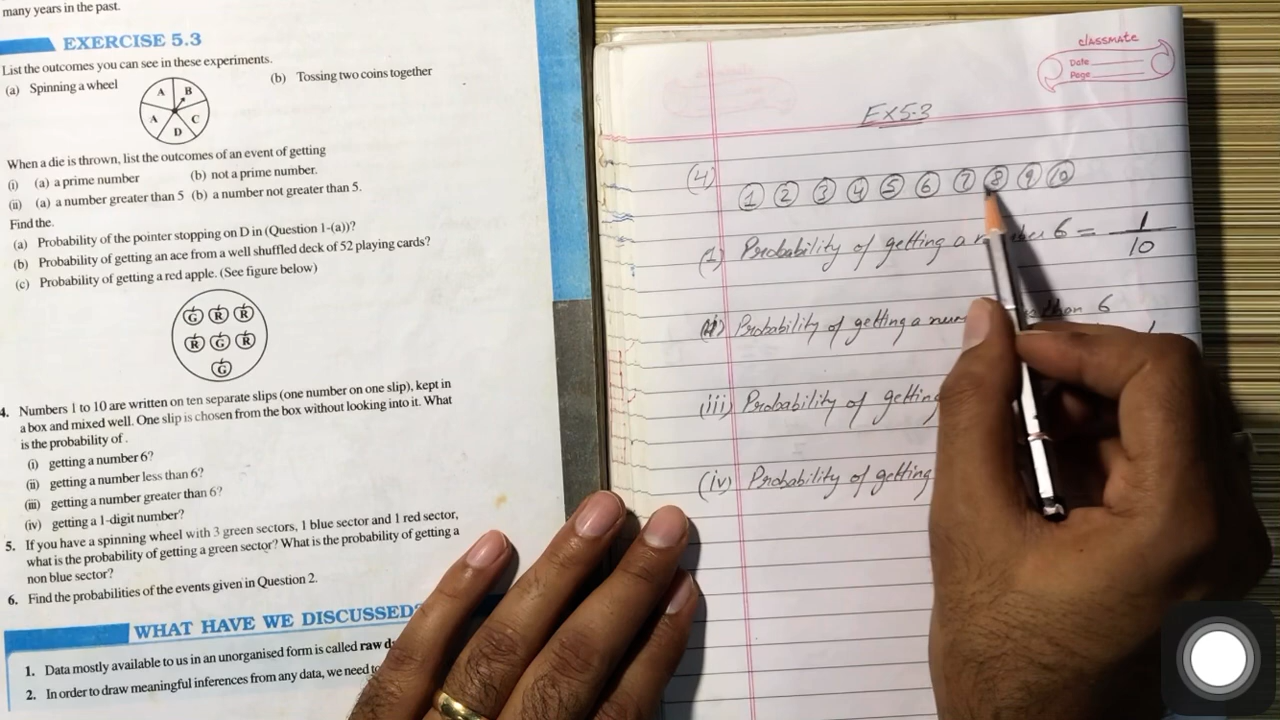 many years in the past.
EXERCISE 5.3
List the outcomes you can see in these experiments.
(a) Spinning a wheel
(b) Tossing two coins together
A B
A C
D
When a die is thrown, list the outcomes of an event of getting
(i) (a) a prime number (b) not a prime number.
(ii) (a) a number greater than 5 (b) a number not greater than 5.
Find the.
(a) Probability of the pointer stopping on D in (Question 1-(a))?
(b) Probability of getting an ace from a well shuffled deck of 52 playing cards?
(c) Probability of getting a red apple. (See figure below)
G R R
R G R
G
4. Numbers 1 to 10 are written on ten separate slips (one number on one slip), kept in
a box and mixed well. One slip is chosen from the box without looking into it. What
is the probability of .
(i) getting a number 6?
(ii) getting a number less than 6?
(iii) getting a number greater than 6?
(iv) getting a 1-digit number?
5. If you have a spinning wheel with 3 green sectors, 1 blue sector and 1 red sector,
what is the probability of getting a green sector? What is the probability of getting a
non blue sector?
6. Find the probabilities of the events given in Question 2.
WHAT HAVE WE DISCUSSED?
1. Data mostly available to us in an unorganised form is called raw
2. In order to draw meaningful inferences from any data, we need
classmate
Date
Page
Ex 5.3
(4) 1 2 3 4 5 6 7 8 9 10
(i) Probability of getting a number 6 = 1/10
(ii) Probability of getting a than 6
(iii) Probability of getting
(iv) Probability of getting